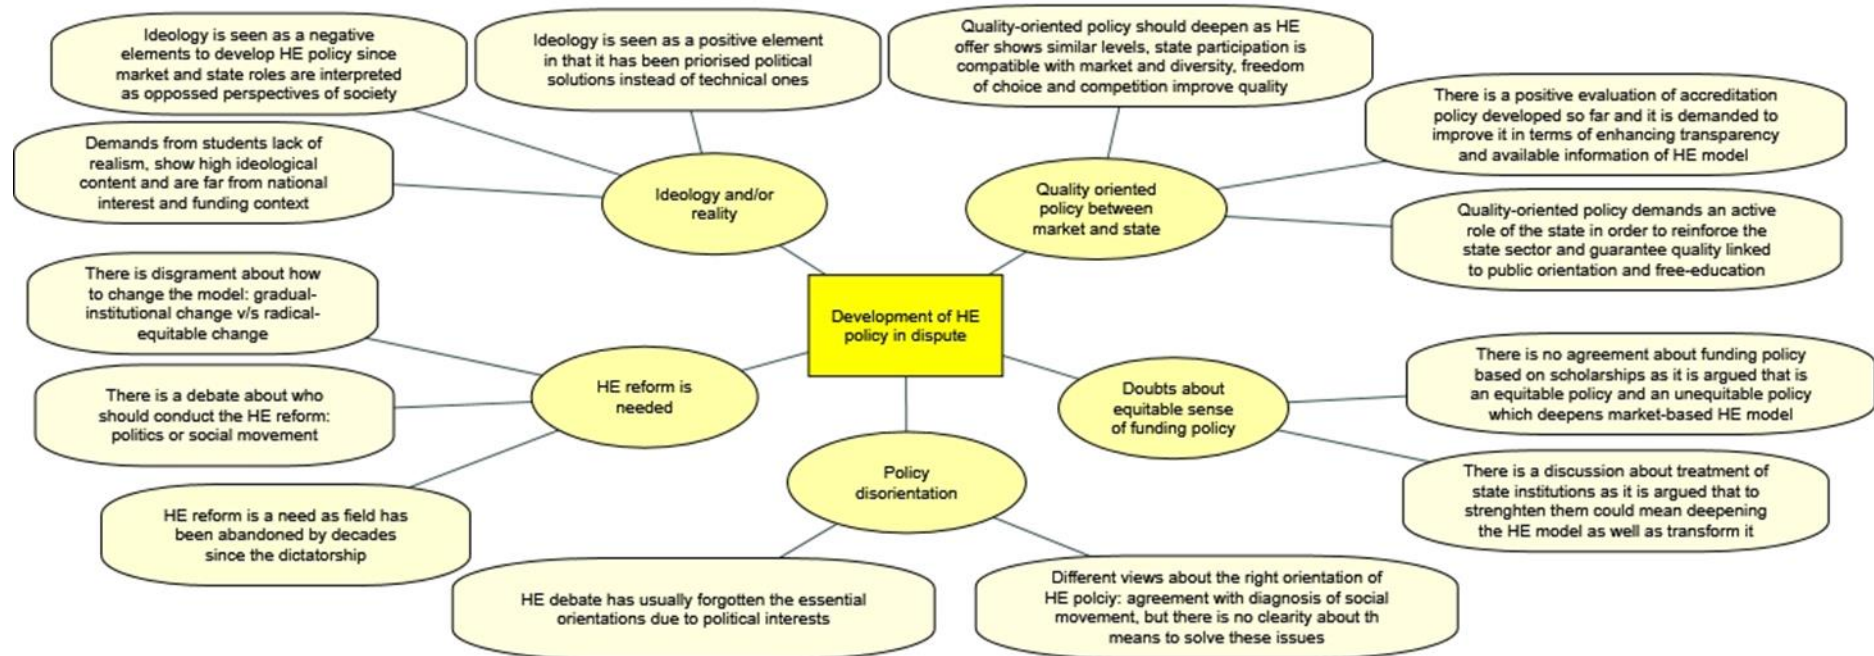 Ideology is seen as a negative
elements to develop HE policy since
market and state roles are interpreted
as oppossed perspectives of society
Ideology is seen as a positive element
in that it has been priorised political
solutions instead of technical ones
Quality-oriented policy should deepen as HE
offer shows similar levels, state participation is
compatible with market and diversity, freedom
of choice and competition improve quality
There is a positive evaluation of accreditation
policy developed so far and it is demanded to
improve it in terms of enhancing transparency
and available information of HE model
Demands from students lack of
realism, show high ideological
content and are far from national
interest and funding context
Ideology and/or
reality
Quality oriented
policy between
market and state
Quality-oriented policy demands an active
role of the state in order to reinforce the
state sector and guarantee quality linked
to public orientation and free-education
There is disgrament about how
to change the model: gradual-
institutional change v/s radical-
equitable change
Development of HE
policy in dispute
There is a debate about who
should conduct the HE reform:
politics or social movement
HE reform is
needed
Doubts about
equitable sense
of funding policy
There is no agreement about funding policy
based on scholarships as it is argued that is
an equitable policy and an unequitable policy
which deepens market-based HE model
Policy
disorientation
There is a discussion about treatment of
state institutions as it is argued that to
strenghten them could mean deepening
the HE model as well as transform it
HE reform is a need as field has
been abandoned by decades
since the dictatorship
HE debate has usually forgotten the essential
orientations due to political interests
Different views about the right orientation of
HE polciy: agreement with diagnosis of social
movement, but there is no clearity about th
means to solve these issues